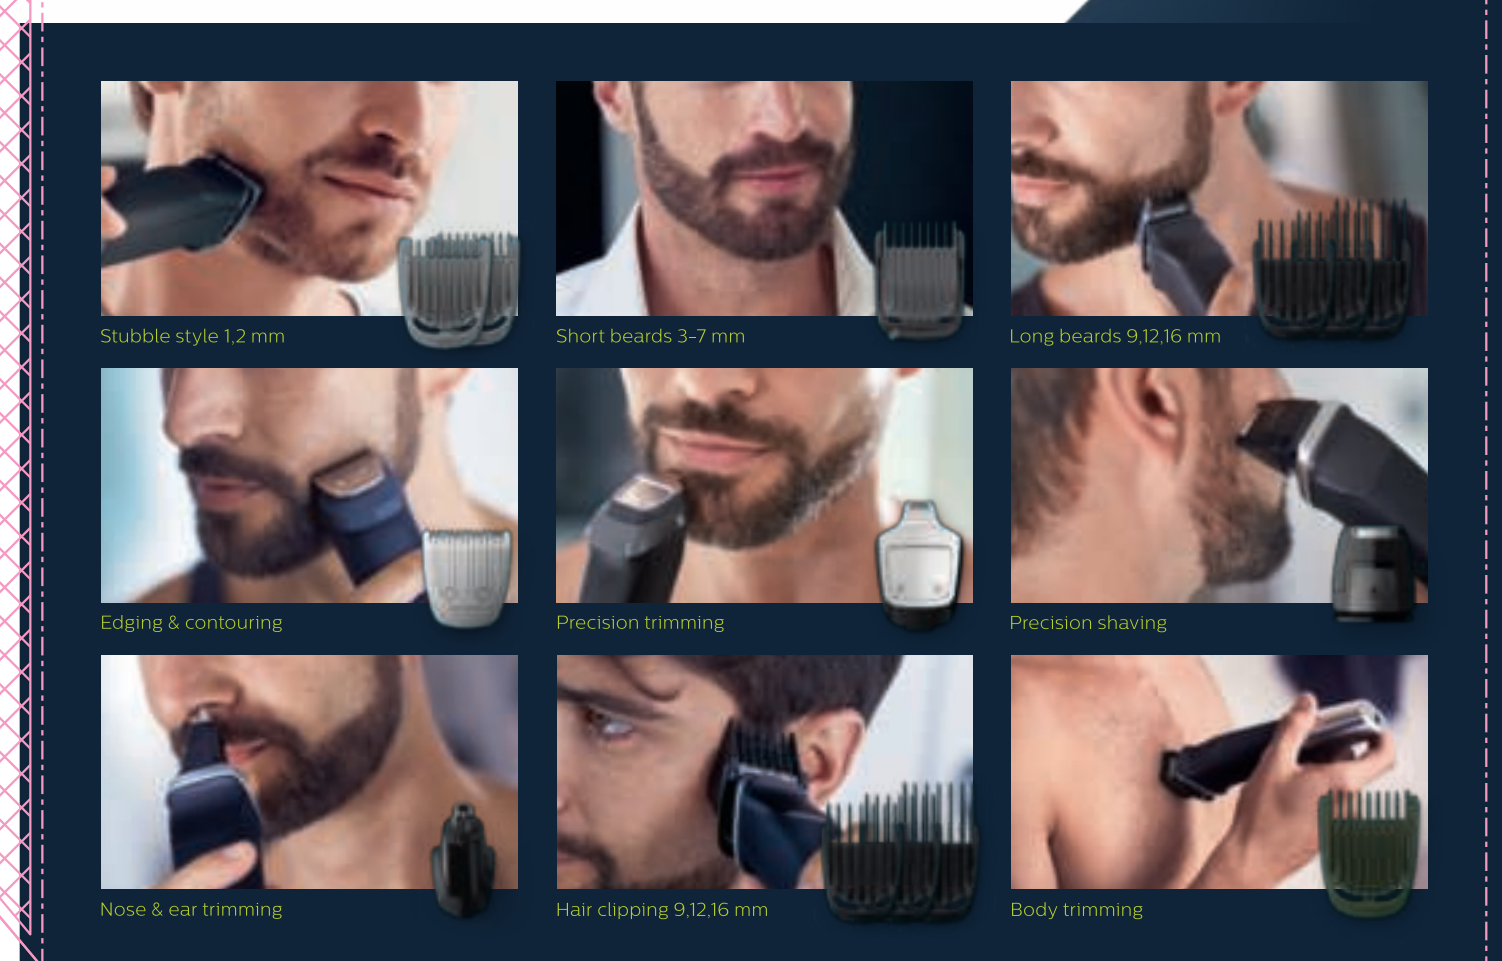 Stubble style 1,2 mm
Short beards 3-7 mm
Long beards 9,12,16 mm
Edging & contouring
Precision trimming
Precision shaving
Nose & ear trimming
Hair clipping 9,12,16 mm
Body trimming